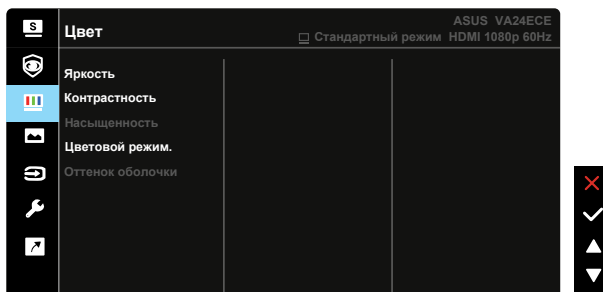 S
Цвет
ASUS VA24ECE
Стандартный режим HDMI 1080p 60Hz
Яркость
Контрастность
Насыщенность
Цветовой режим.
Оттенок оболочки